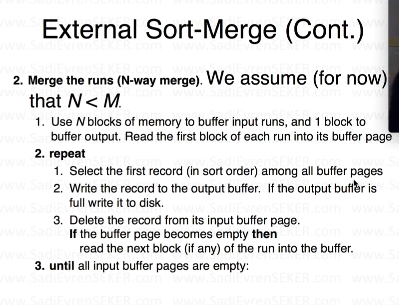 External Sort-Merge (Cont.)
2. Merge the runs (N-way merge). We assume (for now)
that N < M.
1. Use N blocks of memory to buffer input runs, and 1 block to
buffer output. Read the first block of each run into its buffer page
2. repeat
1. Select the first record (in sort order) among all buffer pages
2. Write the record to the output buffer. If the output buffer is
full write it to disk.
3. Delete the record from its input buffer page.
If the buffer page becomes empty then
read the next block (if any) of the run into the buffer.
3. until all input buffer pages are empty: